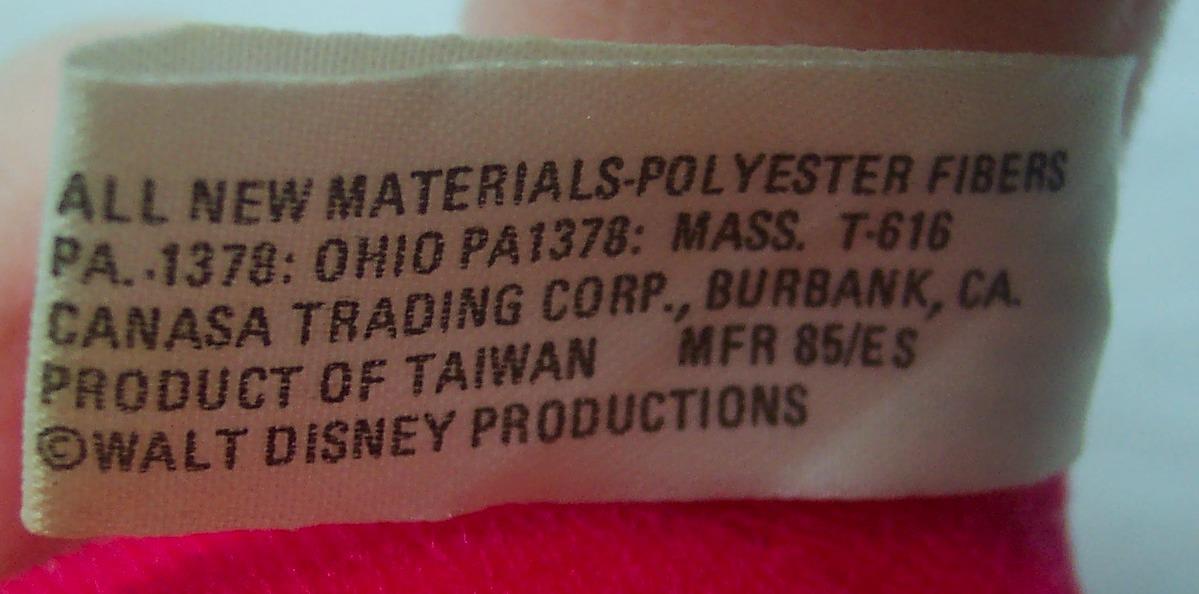 ALL NEW MATERIALS-POLYESTER FIBERS
PA.-1378: OHIO PA1378: MASS. T-616
CANASA TRADING CORP., BURBANK, CA.
PRODUCT OF TAIWAN MFR 85/ES
©WALT DISNEY PRODUCTIONS